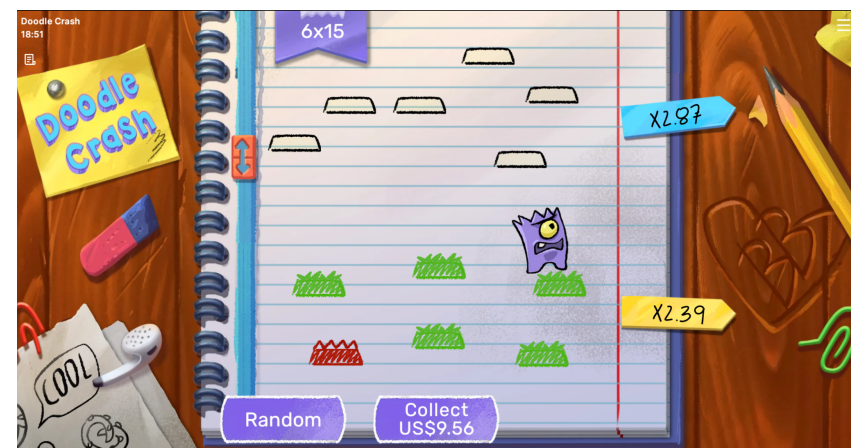 Doodle Crash
18:51
6x15
Doodle
Crash
X2.87
X2.39
COOL
Random
Collect
US$9.56